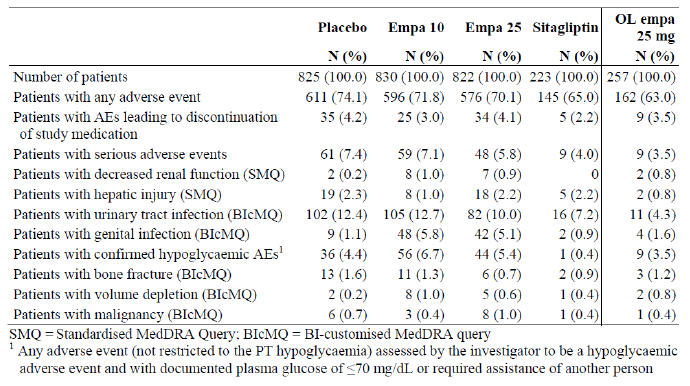 Placebo Empa 10 Empa 25 Sitagliptin OL empa 25 mg
N (%) N (%) N (%) N (%) N (%)
Number of patients 825 (100.0) 830 (100.0) 822 (100.0) 223 (100.0) 257 (100.0)
Patients with any adverse event 611 (74.1) 596 (71.8) 576 (70.1) 145 (65.0) 162 (63.0)
Patients with AEs leading to discontinuation 35 (4.2) 25 (3.0) 34 (4.1) 5 (2.2) 9 (3.5)
of study medication
Patients with serious adverse events 61 (7.4) 59 (7.1) 48 (5.8) 9 (4.0) 9 (3.5)
Patients with decreased renal function (SMQ) 2 (0.2) 8 (1.0) 7 (0.9) 0 2 (0.8)
Patients with hepatic injury (SMQ) 19 (2.3) 8 (1.0) 18 (2.2) 5 (2.2) 2 (0.8)
Patients with urinary tract infection (BIcMQ) 102 (12.4) 105 (12.7) 82 (10.0) 16 (7.2) 11 (4.3)
Patients with genital infection (BIcMQ) 9 (1.1) 48 (5.8) 42 (5.1) 2 (0.9) 4 (1.6)
Patients with confirmed hypoglycaemic AEs¹ 36 (4.4) 56 (6.7) 44 (5.4) 1 (0.4) 9 (3.5)
Patients with bone fracture (BIcMQ) 13 (1.6) 11 (1.3) 6 (0.7) 2 (0.9) 3 (1.2)
Patients with volume depletion (BIcMQ) 2 (0.2) 8 (1.0) 5 (0.6) 1 (0.4) 2 (0.8)
Patients with malignancy (BIcMQ) 6 (0.7) 3 (0.4) 8 (1.0) 1 (0.4) 1 (0.4)
SMQ = Standardised MedDRA Query; BIcMQ = BI-customised MedDRA query
¹ Any adverse event (not restricted to the PT hypoglycaemia) assessed by the investigator to be a hypoglycaemic
adverse event and with documented plasma glucose of ≤70 mg/dL or required assistance of another person